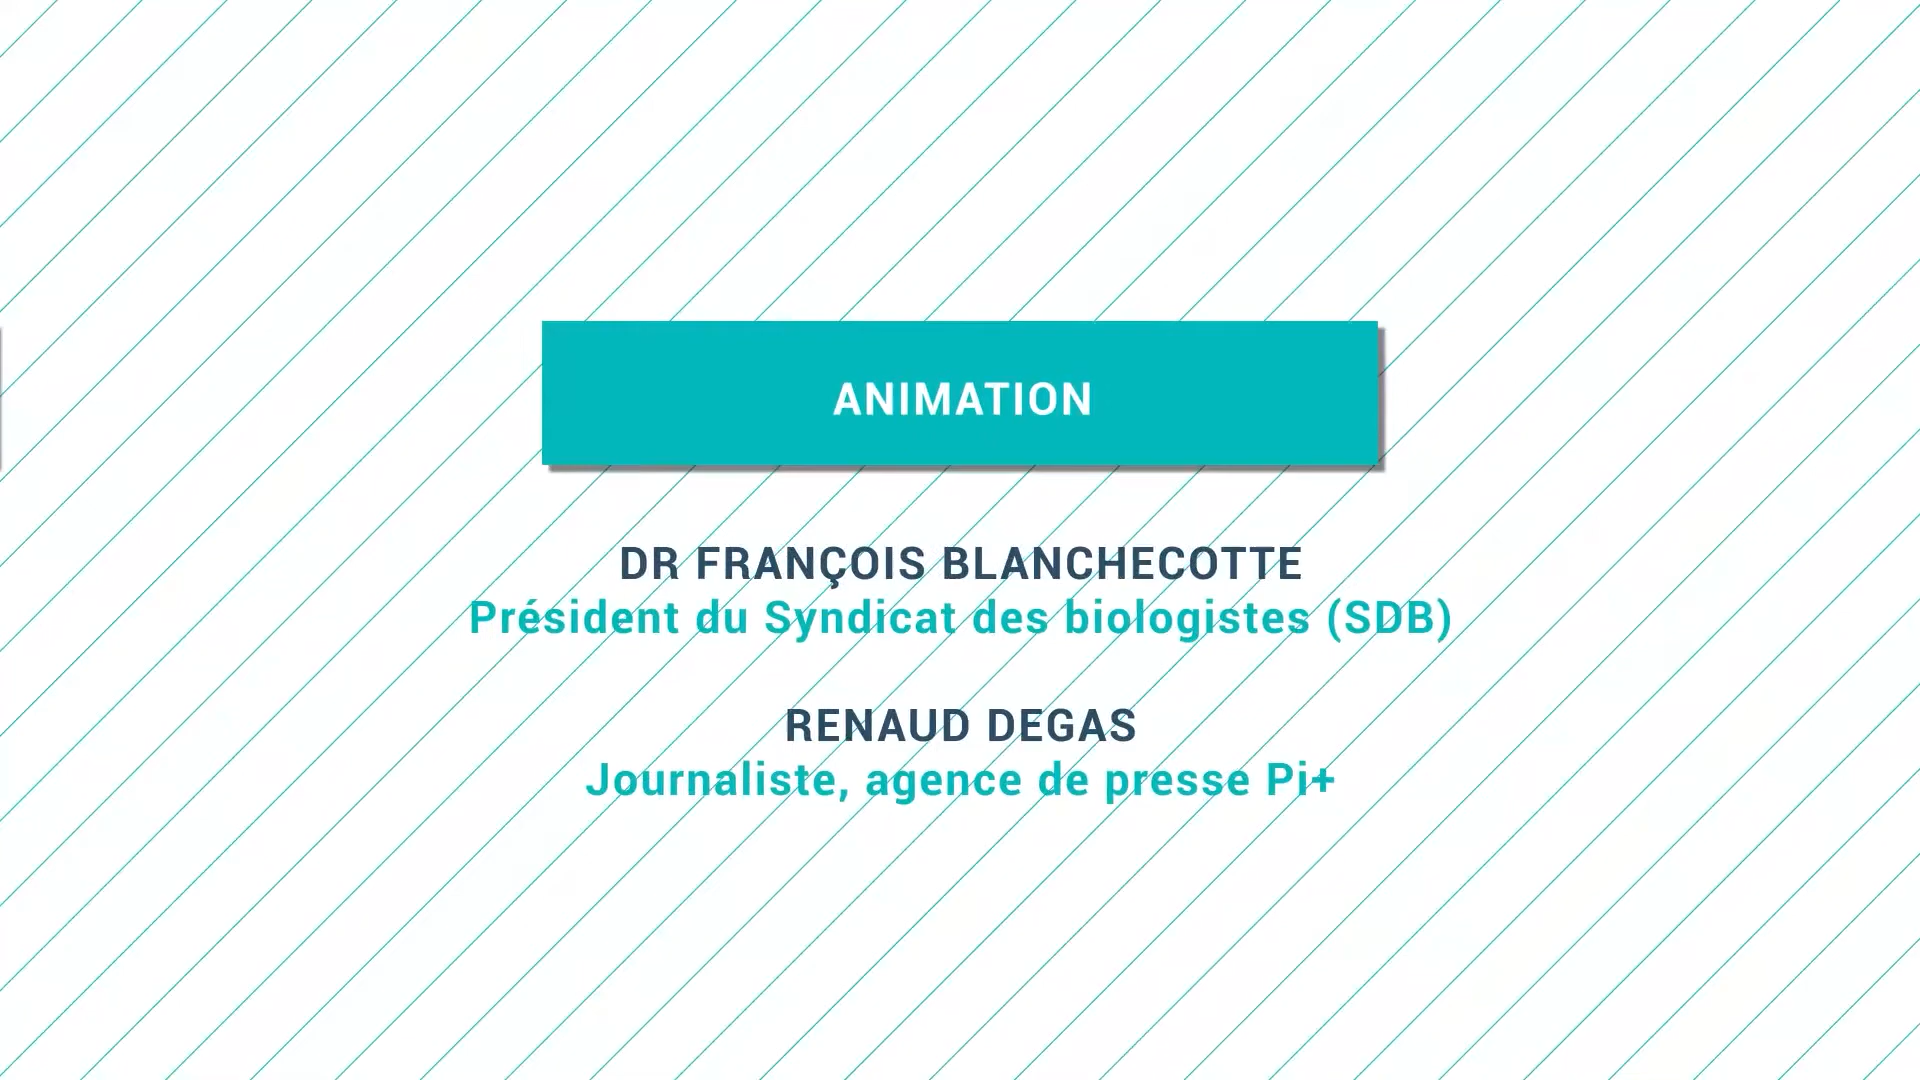 ANIMATION
DR FRANÇOIS BLANCHECOTTE
Président du Syndicat des biologistes (SDB)
RENAUD DEGAS
Journaliste, agence de presse Pi+